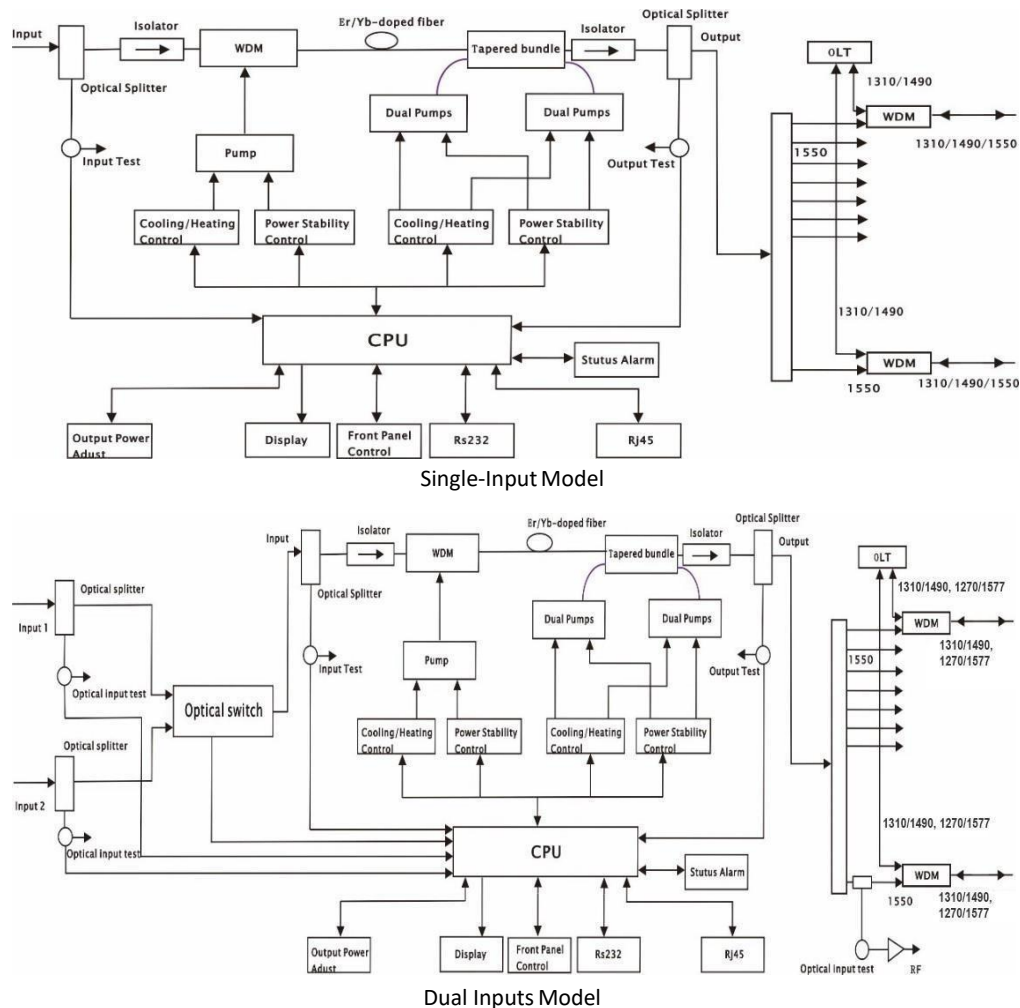 Input
Isolator
WDM
Er/Yb-doped fiber
Tapered bundle
Isolator
Optical Splitter
Output
Optical Splitter
Input Test
Pump
Dual Pumps
Dual Pumps
Output Test
Cooling/Heating
Control
Power Stability
Control
Cooling/Heating
Control
Power Stability
Control
CPU
Stutus Alarm
Output Power
Adust
Display
Front Panel
Control
Rs232
Rj45
OLT
1310/1490
WDM
1310/1490/1550
1550
1310/1490
WDM
1550
1310/1490/1550
Single-Input Model
Input
Isolator
WDM
Er/Yb-doped fiber
Tapered bundle
Isolator
Optical Splitter
Output
Optical Splitter
Input Test
Optical splitter
Input 1
Optical input test
Optical switch
Optical splitter
Input 2
Optical input test
Pump
Dual Pumps
Dual Pumps
Output Test
Cooling/Heating
Control
Power Stability
Control
Cooling/Heating
Control
Power Stability
Control
CPU
Stutus Alarm
Output Power
Adust
Display
Front Panel
Control
Rs232
RJ45
OLT
1310/1490, 1270/1577
WDM
1310/1490,
1270/1577
1550
1310/1490, 1270/1577
WDM
1550
1310/1490,
1270/1577
Optical input test
RF
Dual Inputs Model